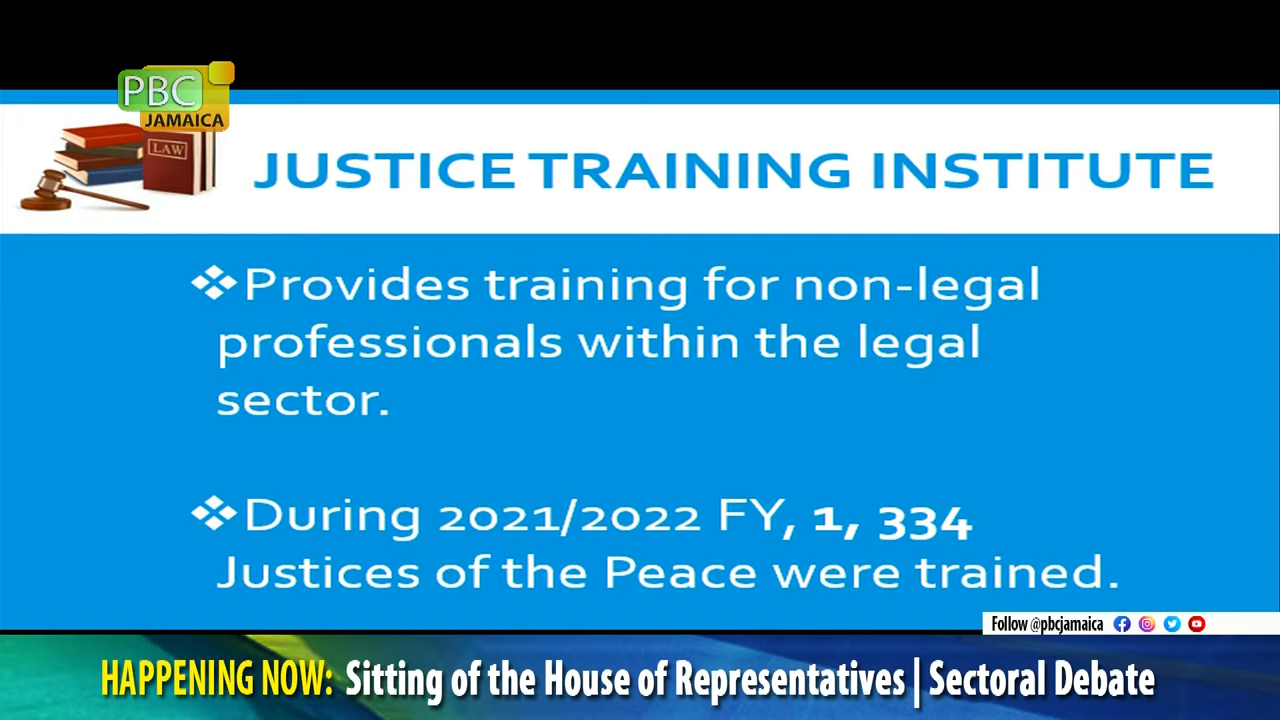 PBC
JAMAICA
LAW
JUSTICE TRAINING INSTITUTE
❖Provides training for non-legal
professionals within the legal
sector.
❖During 2021/2022 FY, 1, 334
Justices of the Peace were trained.
Follow @pbcjamaica
HAPPENING NOW: Sitting of the House of Representatives | Sectoral Debate